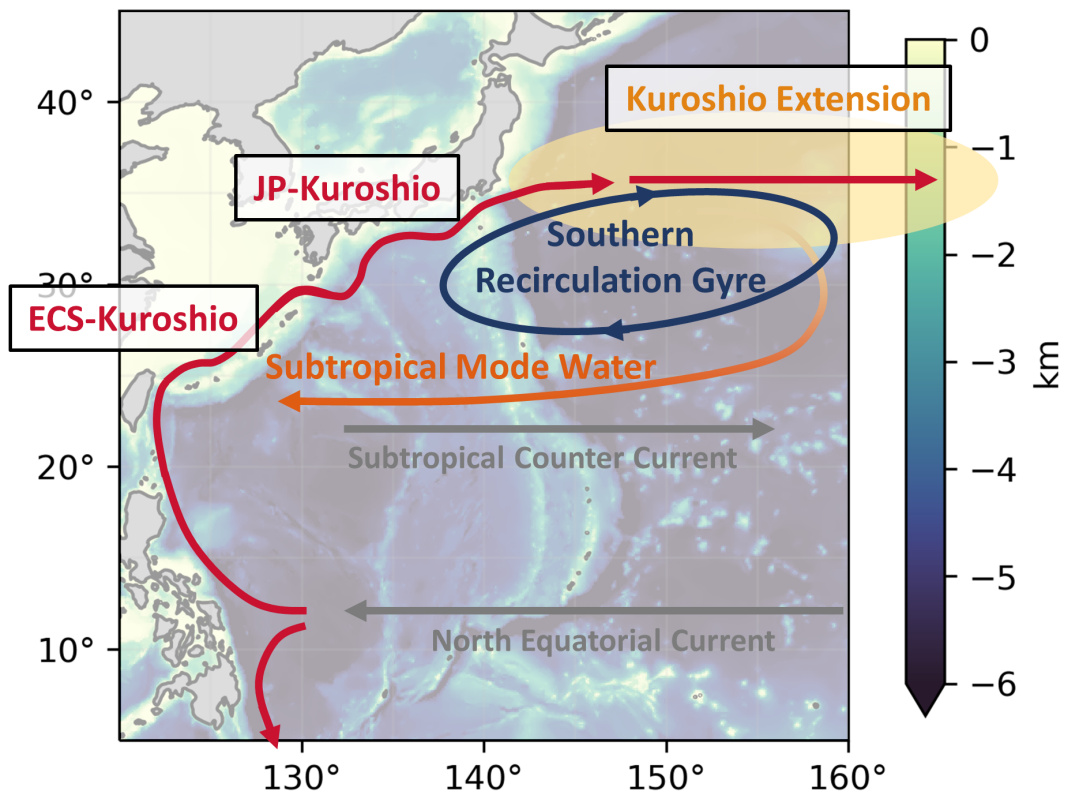 0
Kuroshio Extension
40°
−1
JP-Kuroshio
Southern
Recirculation Gyre
−2
30°
ECS-Kuroshio
Subtropical Mode Water
−3
km
Subtropical Counter Current
20°
−4
−5
North Equatorial Current
10°
−6
130°
140°
150°
160°